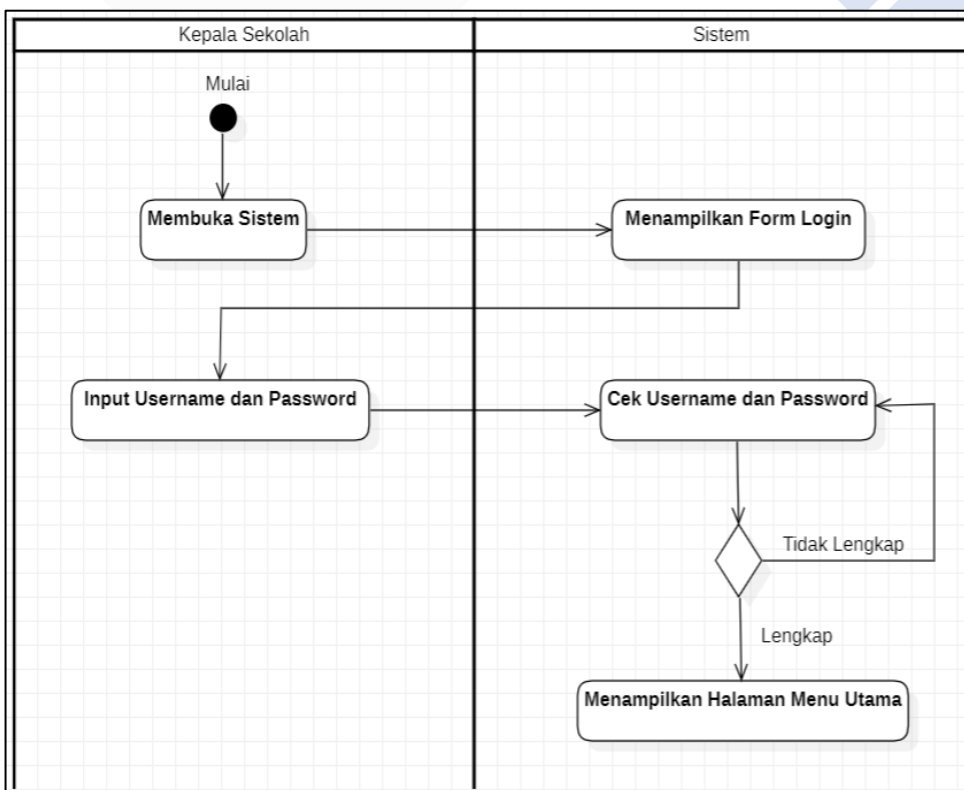 Kepala Sekolah
Sistem
Mulai
Membuka Sistem
Menampilkan Form Login
Input Username dan Password
Cek Username dan Password
Tidak Lengkap
Lengkap
Menampilkan Halaman Menu Utama